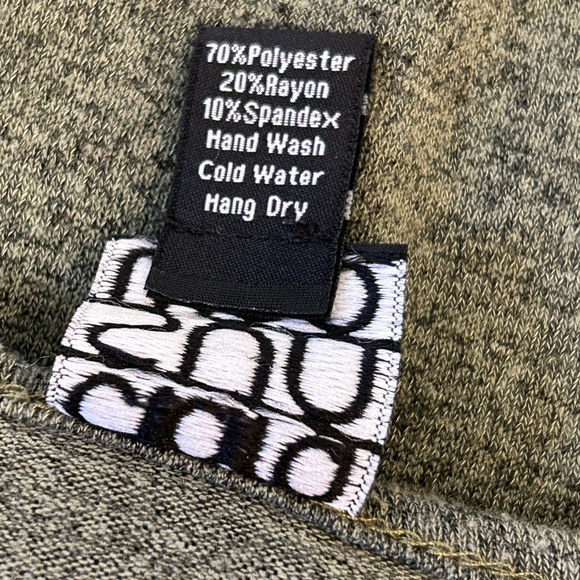 70%Polyester
20%Rayon
10%Spandex
Hand Wash
Cold Water
Hang Dry